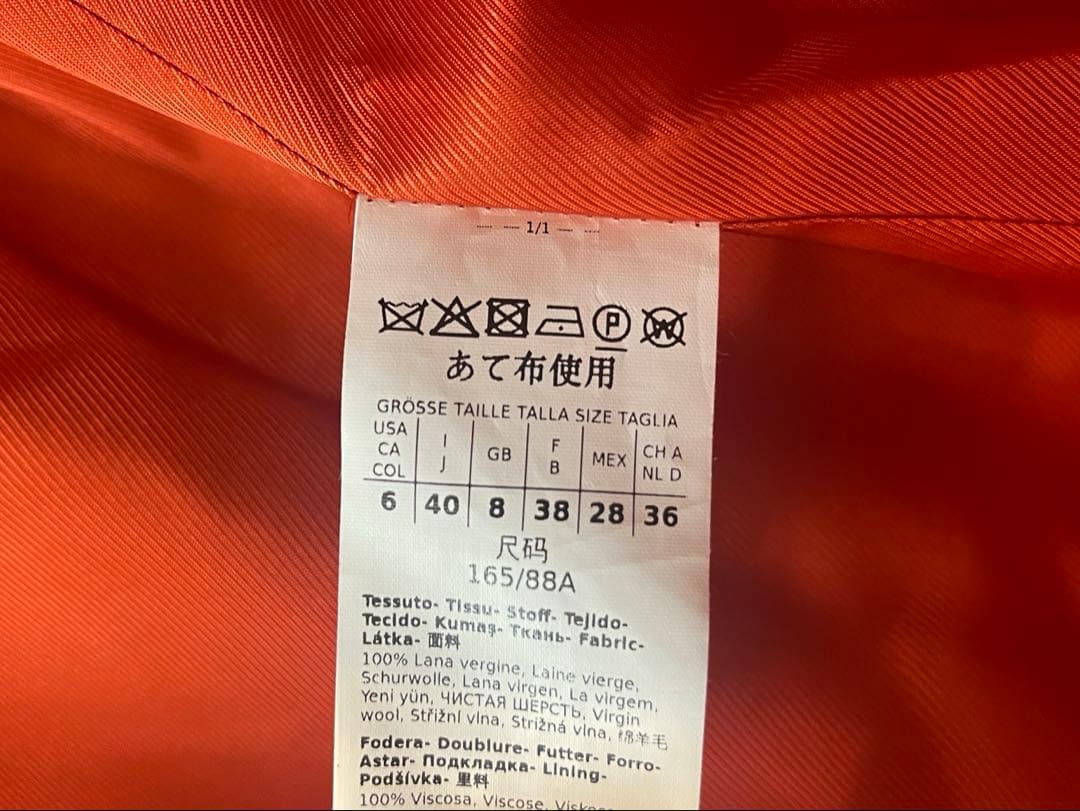 1/1
P W
あて布使用
GRÖSSE TAILLE TALLA SIZE TAGLIA
USA CA COL | I J | GB | F B | MEX | CH A NL D
6 | 40 | 8 | 38 | 28 | 36
尺码
165/88A
Tessuto- Tissu- Stoff- Tejido-
Tecido- Kumaş- Ткань- Fabric-
Látka- 面料
100% Lana vergine, Laine vierge,
Schurwolle, Lana virgen, La virgem,
Yeni yün, ЧИСТАЯ ШЕРСТЬ, Virgin
wool, Střižní vlna, Strižná vlna, 绵羊毛
Fodera- Doublure- Futter- Forro-
Astar- Подкладка- Lining-
Podšívka- 里料
100% Viscosa, Viscose,